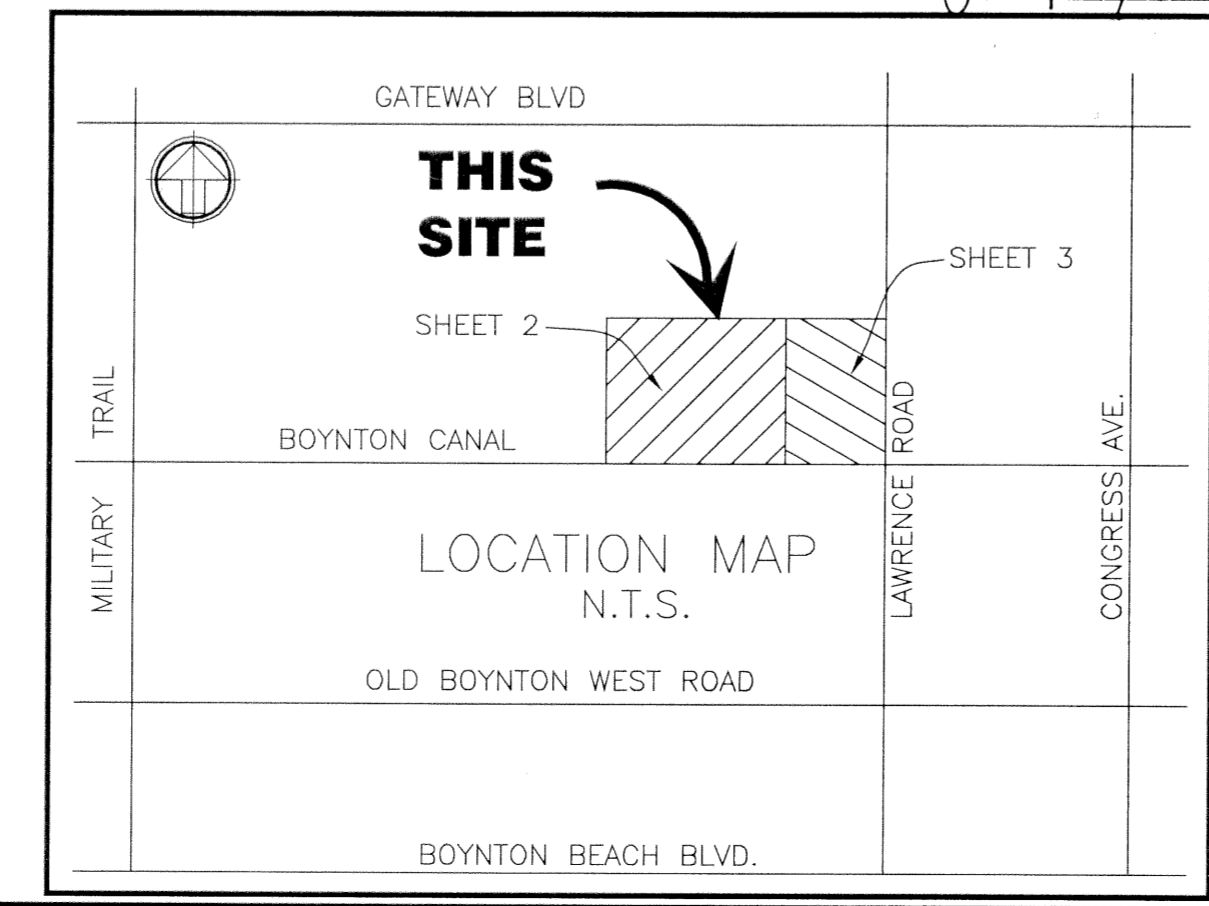 GATEWAY BLVD
THIS
SITE
SHEET 3
SHEET 2
MILITARY TRAIL
BOYNTON CANAL
LAWRENCE ROAD
CONGRESS AVE.
LOCATION MAP
N.T.S.
OLD BOYNTON WEST ROAD
BOYNTON BEACH BLVD.